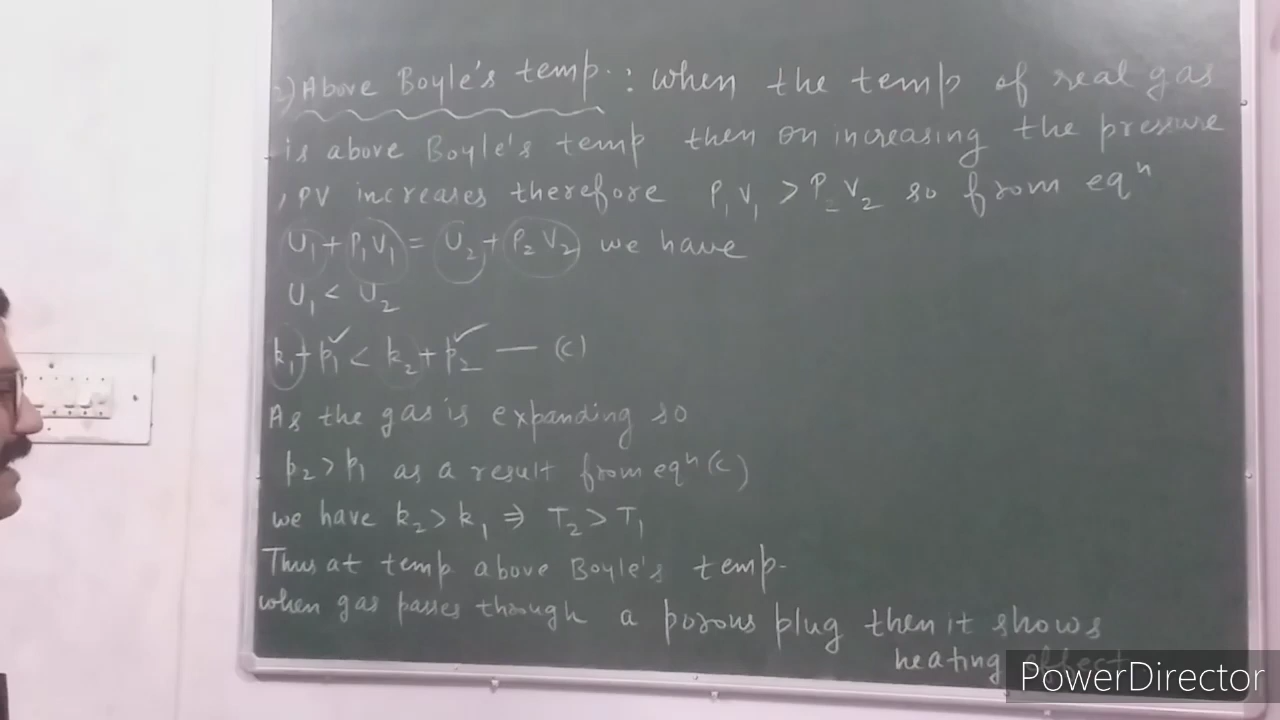 2) Above Boyle's temp. : when the temp of real gas
is above Boyle's temp then on increasing the pressure
, PV increases therefore P₁V₁ > P₂V₂ so from eqⁿ
U₁ + P₁V₁ = U₂ + P₂V₂ we have
U₁ < U₂
k₁ + p₁ < k₂ + p₂ — (c)
As the gas is expanding so
p₂ > p₁ as a result from eqⁿ (c)
we have k₂ > k₁ ⇒ T₂ > T₁
Thus at temp above Boyle's temp.
when gas passes through a porous plug then it shows
heating effect
PowerDirector